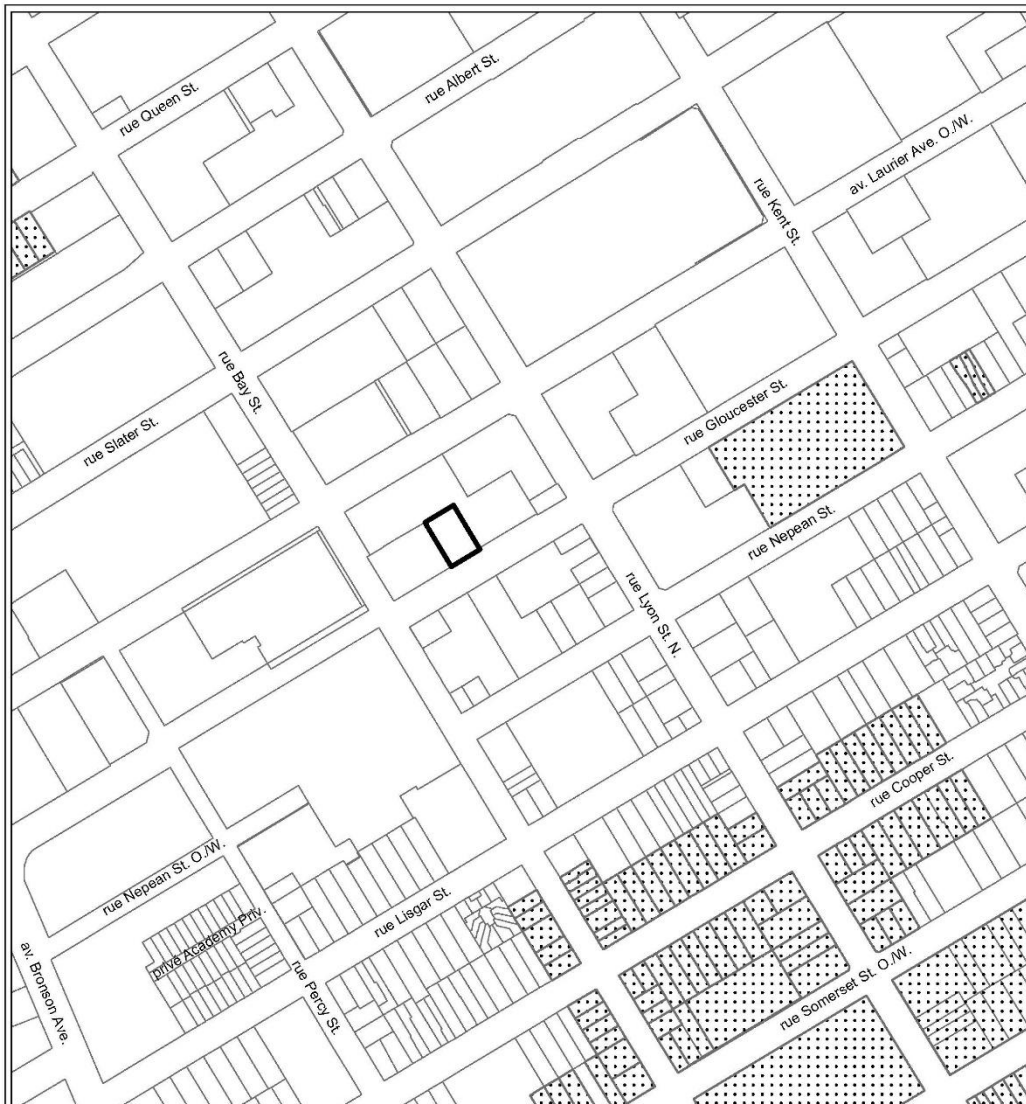 rue Albert St.
rue Queen St.
av. Laurier Ave. O./W.
rue Kent St.
rue Bay St.
rue Slater St.
rue Gloucester St.
rue Nepean St.
rue Lyon St. N.
rue Cooper St.
rue Nepean St. O./W.
rue Lisgar St.
privé Academy Priv.
av. Bronson Ave.
rue Percy St.
rue Somerset St. O./W.